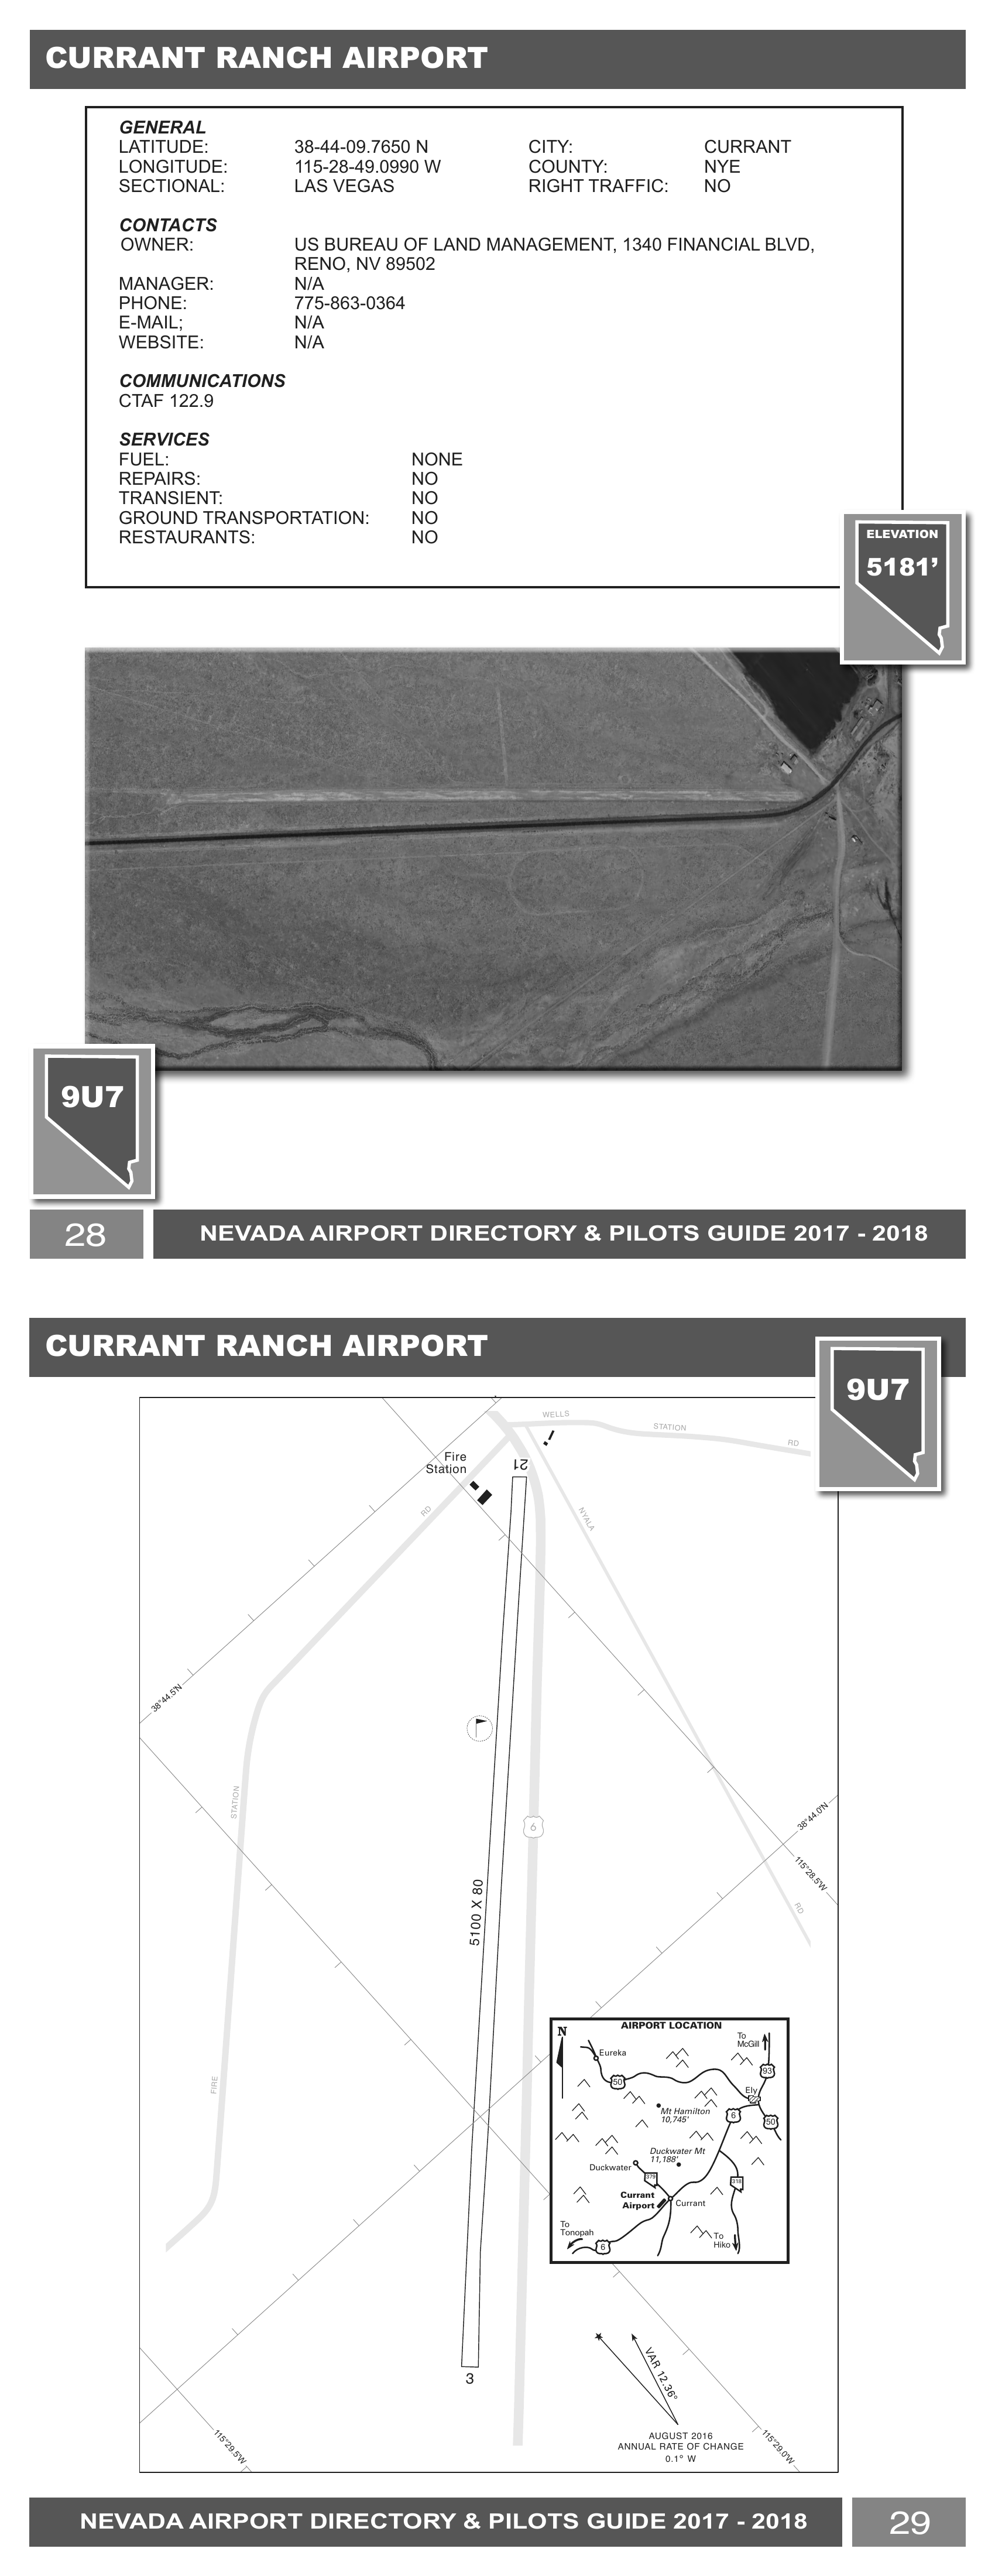 CURRANT RANCH AIRPORT
GENERAL
LATITUDE: 38-44-09.7650 N CITY: CURRANT
LONGITUDE: 115-28-49.0990 W COUNTY: NYE
SECTIONAL: LAS VEGAS RIGHT TRAFFIC: NO
CONTACTS
OWNER: US BUREAU OF LAND MANAGEMENT, 1340 FINANCIAL BLVD,
RENO, NV 89502
MANAGER: N/A
PHONE: 775-863-0364
E-MAIL; N/A
WEBSITE: N/A
COMMUNICATIONS
CTAF 122.9
SERVICES
FUEL: NONE
REPAIRS: NO
TRANSIENT: NO
GROUND TRANSPORTATION: NO
RESTAURANTS: NO
ELEVATION
5181’
9U7
28
NEVADA AIRPORT DIRECTORY & PILOTS GUIDE 2017 - 2018
CURRANT RANCH AIRPORT
9U7
WELLS
STATION
RD
Fire
Station
21
RD
NYALA
38°44.5'N
STATION
6
38°44.0'N
115°28.5'W
5100 X 80
RD
FIRE
AIRPORT LOCATION
N
To
McGill
Eureka
93
50
Ely
Mt Hamilton
10,745'
6
50
Duckwater Mt
11,188'
Duckwater
379
318
Currant
Airport
Currant
To
Tonopah
To
Hiko
6
3
VAR 12.36°
115°29.5'W
115°29.0'W
AUGUST 2016
ANNUAL RATE OF CHANGE
0.1° W
NEVADA AIRPORT DIRECTORY & PILOTS GUIDE 2017 - 2018
29